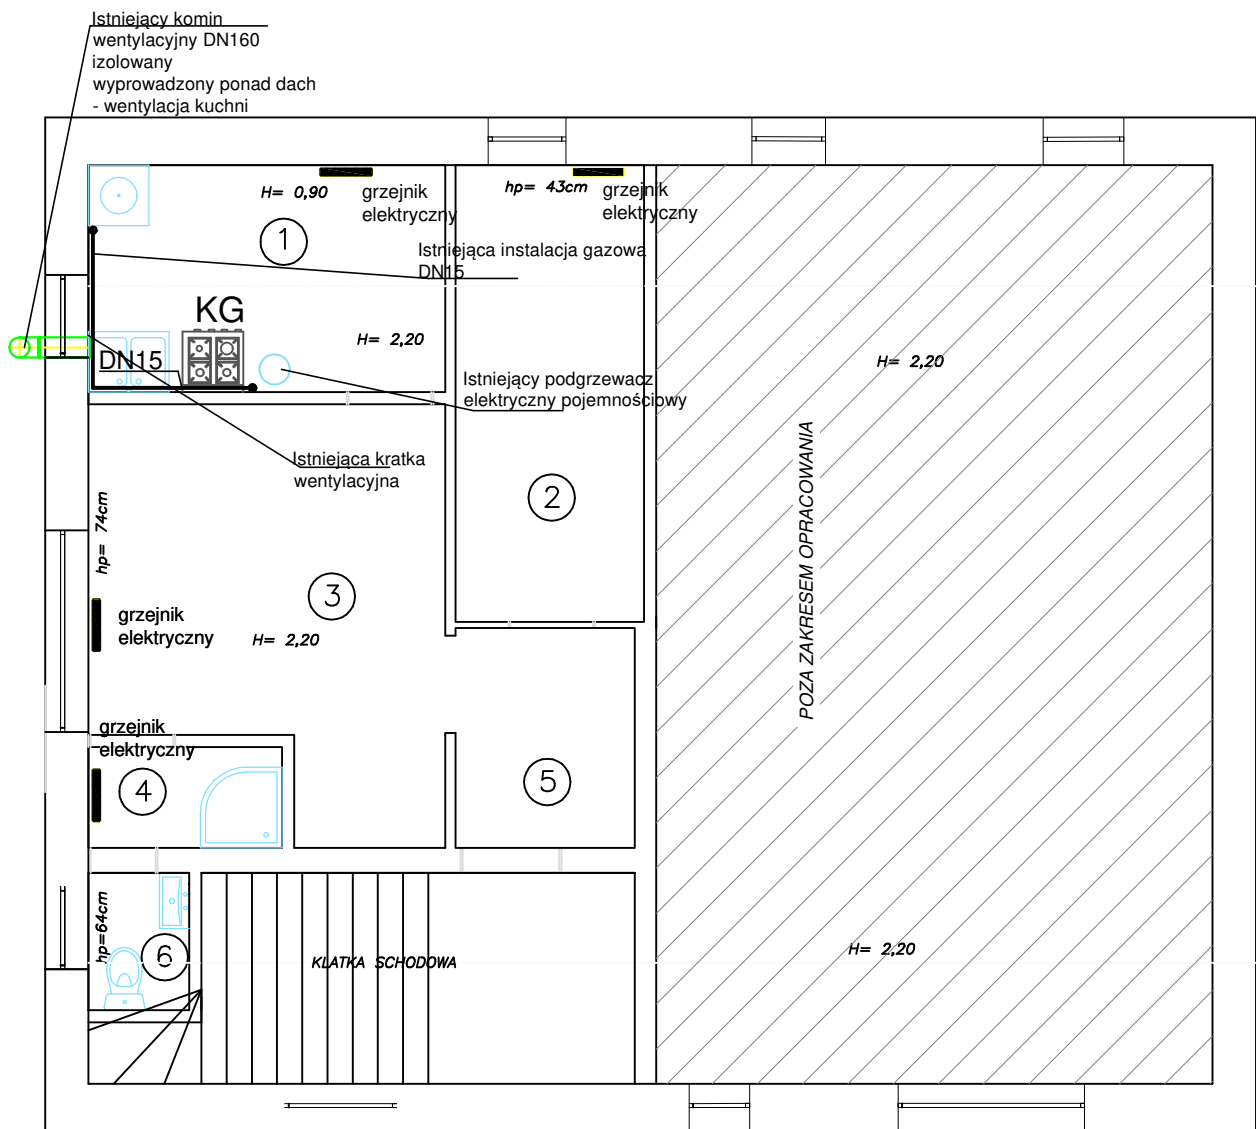 Istniejący komin
wentylacyjny DN160
izolowany
wyprowadzony ponad dach
- wentylacja kuchni
H= 0,90
grzejnik
elektryczny
hp= 43cm
grzejnik
elektryczny
1
Istniejąca instalacja gazowa
DN15
KG
H= 2,20
DN15
Istniejący podgrzewacz
elektryczny pojemnościowy
H= 2,20
Istniejąca kratka
wentylacyjna
2
hp= 74cm
POZA ZAKRESEM OPRACOWANIA
3
grzejnik
elektryczny
H= 2,20
grzejnik
elektryczny
4
5
hp=64cm
6
KLATKA SCHODOWA
H= 2,20